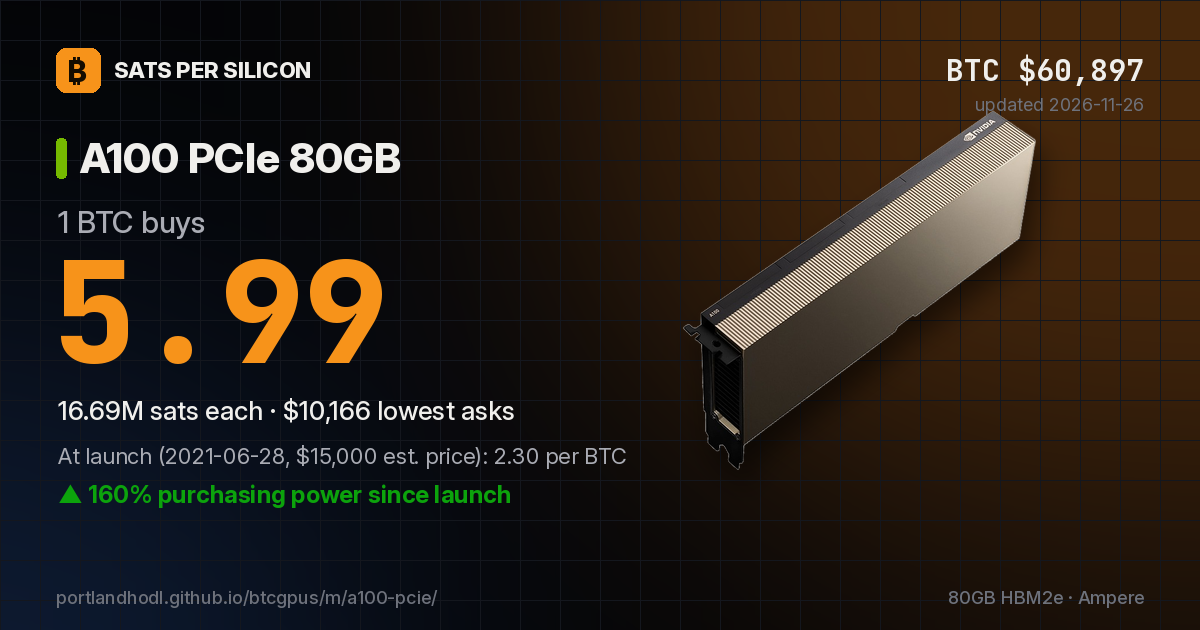 SATS PER SILICON
BTC $60,897
updated 2026-11-26
A100 PCIe 80GB
1 BTC buys
5.99
16.69M sats each · $10,166 lowest asks
At launch (2021-06-28, $15,000 est. price): 2.30 per BTC
▲ 160% purchasing power since launch
NVIDIA
A100
portlandhodl.github.io/btcgpus/m/a100-pcie/
80GB HBM2e · Ampere